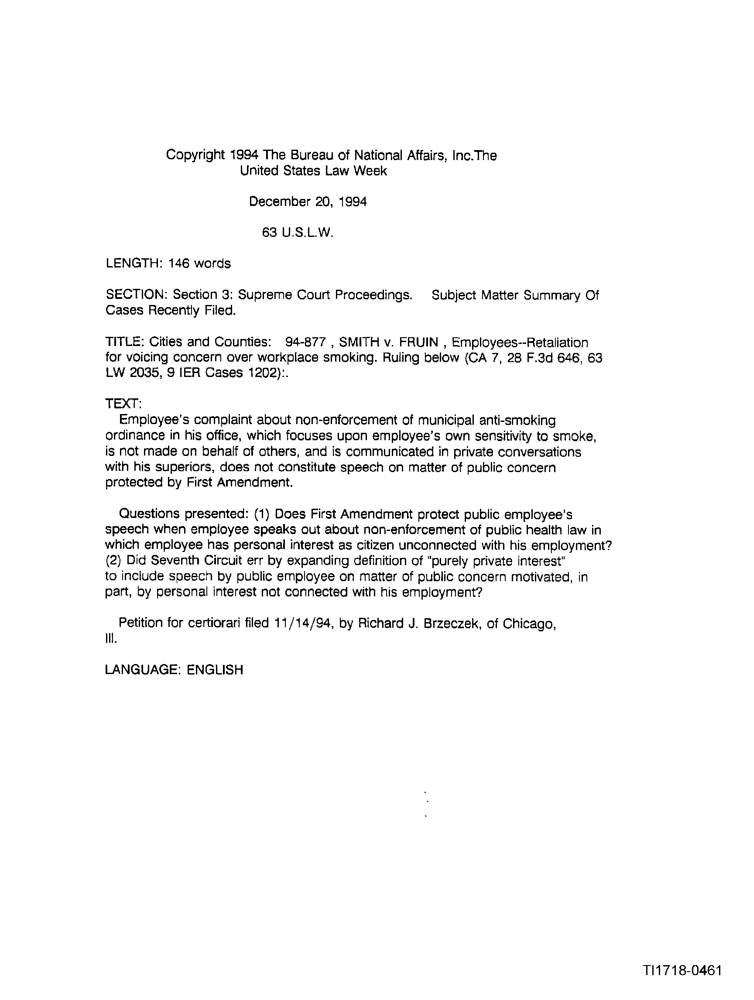 Copyright 1994 The Bureau of National Affairs, Inc.The
United States Law Week
December 20, 1994
63 U.S.L.W.
LENGTH: 146 words
SECTION: Section 3: Supreme Court Proceedings. Subject Matter Summary Of
Cases Recently Filed.
TITLE: Cities and Counties: 94-877 , SMITH v. FRUIN , Employees--Retaliation
for voicing concern over workplace smoking. Ruling below (CA 7, 28 F.3d 646, 63
LW 2035, 9 IER Cases 1202):.
TEXT:
Employee's complaint about non-enforcement of municipal anti-smoking
ordinance in his office, which focuses upon employee's own sensitivity to smoke,
is not made on behalf of others, and is communicated in private conversations
with his superiors, does not constitute speech on matter of public concern
protected by First Amendment.
Questions presented: (1) Does First Amendment protect public employee's
speech when employee speaks out about non-enforcement of public health law in
which employee has personal interest as citizen unconnected with his employment?
(2) Did Seventh Circuit err by expanding definition of "purely private interest"
to include speech by public employee on matter of public concern motivated, in
part, by personal interest not connected with his employment?
Petition for certiorari filed 11/14/94, by Richard J. Brzeczek, of Chicago,
Ill.
LANGUAGE: ENGLISH
TI1718-0461